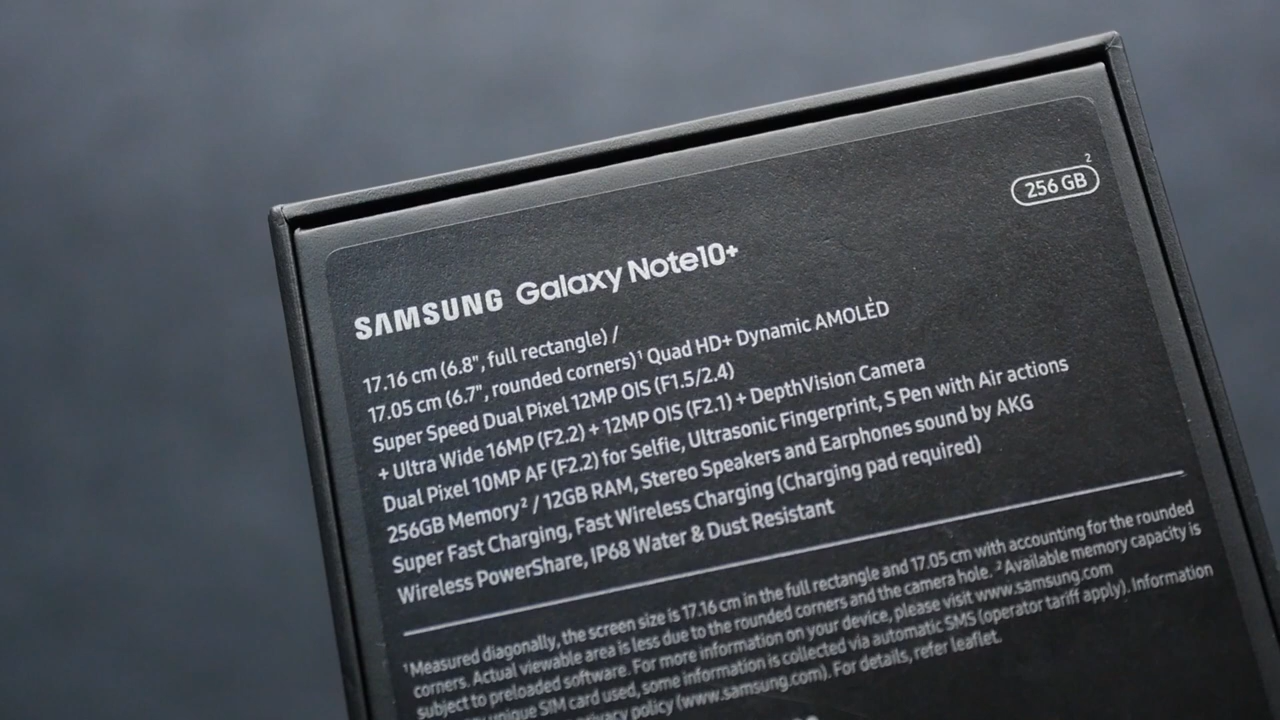 256 GB ²
SAMSUNG Galaxy Note10+
17.16 cm (6.8", full rectangle) /
17.05 cm (6.7", rounded corners)¹ Quad HD+ Dynamic AMOLED
Super Speed Dual Pixel 12MP OIS (F1.5/2.4)
+ Ultra Wide 16MP (F2.2) + 12MP OIS (F2.1) + DepthVision Camera
Dual Pixel 10MP AF (F2.2) for Selfie, Ultrasonic Fingerprint, S Pen with Air actions
256GB Memory² / 12GB RAM, Stereo Speakers and Earphones sound by AKG
Super Fast Charging, Fast Wireless Charging (Charging pad required)
Wireless PowerShare, IP68 Water & Dust Resistant
¹Measured diagonally, the screen size is 17.16 cm in the full rectangle and 17.05 cm with accounting for the rounded
corners. Actual viewable area is less due to the rounded corners and the camera hole. ²Available memory capacity is
subject to preloaded software. For more information on your device, please visit www.samsung.com
unique SIM card used, some information is collected via automatic SMS (operator tariff apply). Information
privacy policy (www.samsung.com). For details, refer leaflet.